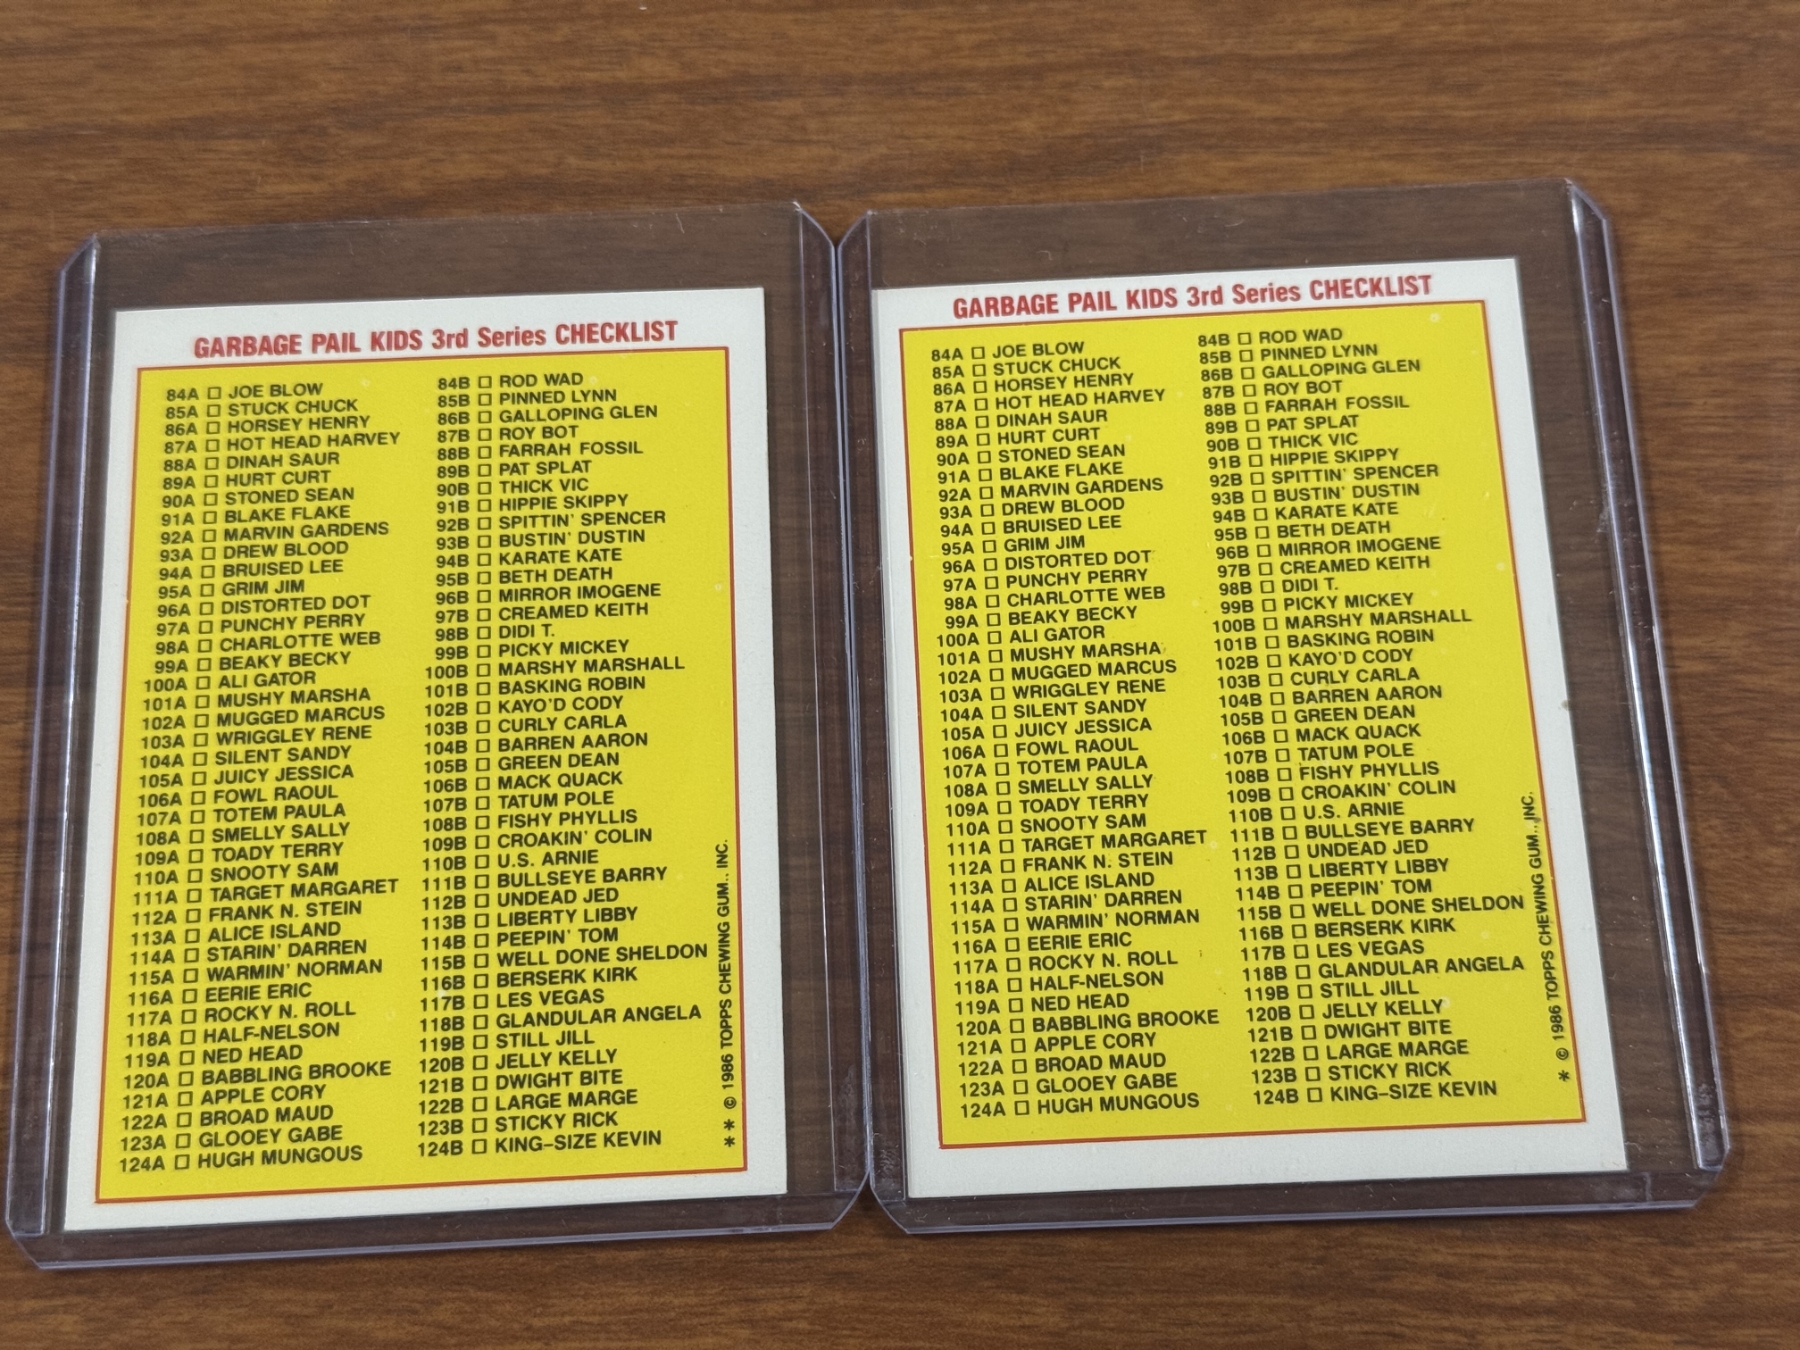 GARBAGE PAIL KIDS 3rd Series CHECKLIST
84A □ JOE BLOW
85A □ STUCK CHUCK
86A □ HORSEY HENRY
87A □ HOT HEAD HARVEY
88A □ DINAH SAUR
89A □ HURT CURT
90A □ STONED SEAN
91A □ BLAKE FLAKE
92A □ MARVIN GARDENS
93A □ DREW BLOOD
94A □ BRUISED LEE
95A □ GRIM JIM
96A □ DISTORTED DOT
97A □ PUNCHY PERRY
98A □ CHARLOTTE WEB
99A □ BEAKY BECKY
100A □ ALI GATOR
101A □ MUSHY MARSHA
102A □ MUGGED MARCUS
103A □ WRIGGLEY RENE
104A □ SILENT SANDY
105A □ JUICY JESSICA
106A □ FOWL RAOUL
107A □ TOTEM PAULA
108A □ SMELLY SALLY
109A □ TOADY TERRY
110A □ SNOOTY SAM
111A □ TARGET MARGARET
112A □ FRANK N. STEIN
113A □ ALICE ISLAND
114A □ STARIN' DARREN
115A □ WARMIN' NORMAN
116A □ EERIE ERIC
117A □ ROCKY N. ROLL
118A □ HALF-NELSON
119A □ NED HEAD
120A □ BABBLING BROOKE
121A □ APPLE CORY
122A □ BROAD MAUD
123A □ GLOOEY GABE
124A □ HUGH MUNGOUS
84B □ ROD WAD
85B □ PINNED LYNN
86B □ GALLOPING GLEN
87B □ ROY BOT
88B □ FARRAH FOSSIL
89B □ PAT SPLAT
90B □ THICK VIC
91B □ HIPPIE SKIPPY
92B □ SPITTIN' SPENCER
93B □ BUSTIN' DUSTIN
94B □ KARATE KATE
95B □ BETH DEATH
96B □ MIRROR IMOGENE
97B □ CREAMED KEITH
98B □ DIDI T.
99B □ PICKY MICKEY
100B □ MARSHY MARSHALL
101B □ BASKING ROBIN
102B □ KAYO'D CODY
103B □ CURLY CARLA
104B □ BARREN AARON
105B □ GREEN DEAN
106B □ MACK QUACK
107B □ TATUM POLE
108B □ FISHY PHYLLIS
109B □ CROAKIN' COLIN
110B □ U.S. ARNIE
111B □ BULLSEYE BARRY
112B □ UNDEAD JED
113B □ LIBERTY LIBBY
114B □ PEEPIN' TOM
115B □ WELL DONE SHELDON
116B □ BERSERK KIRK
117B □ LES VEGAS
118B □ GLANDULAR ANGELA
119B □ STILL JILL
120B □ JELLY KELLY
121B □ DWIGHT BITE
122B □ LARGE MARGE
123B □ STICKY RICK
124B □ KING-SIZE KEVIN
** © 1986 TOPPS CHEWING GUM., INC.
GARBAGE PAIL KIDS 3rd Series CHECKLIST
84A □ JOE BLOW
85A □ STUCK CHUCK
86A □ HORSEY HENRY
87A □ HOT HEAD HARVEY
88A □ DINAH SAUR
89A □ HURT CURT
90A □ STONED SEAN
91A □ BLAKE FLAKE
92A □ MARVIN GARDENS
93A □ DREW BLOOD
94A □ BRUISED LEE
95A □ GRIM JIM
96A □ DISTORTED DOT
97A □ PUNCHY PERRY
98A □ CHARLOTTE WEB
99A □ BEAKY BECKY
100A □ ALI GATOR
101A □ MUSHY MARSHA
102A □ MUGGED MARCUS
103A □ WRIGGLEY RENE
104A □ SILENT SANDY
105A □ JUICY JESSICA
106A □ FOWL RAOUL
107A □ TOTEM PAULA
108A □ SMELLY SALLY
109A □ TOADY TERRY
110A □ SNOOTY SAM
111A □ TARGET MARGARET
112A □ FRANK N. STEIN
113A □ ALICE ISLAND
114A □ STARIN' DARREN
115A □ WARMIN' NORMAN
116A □ EERIE ERIC
117A □ ROCKY N. ROLL
118A □ HALF-NELSON
119A □ NED HEAD
120A □ BABBLING BROOKE
121A □ APPLE CORY
122A □ BROAD MAUD
123A □ GLOOEY GABE
124A □ HUGH MUNGOUS
84B □ ROD WAD
85B □ PINNED LYNN
86B □ GALLOPING GLEN
87B □ ROY BOT
88B □ FARRAH FOSSIL
89B □ PAT SPLAT
90B □ THICK VIC
91B □ HIPPIE SKIPPY
92B □ SPITTIN' SPENCER
93B □ BUSTIN' DUSTIN
94B □ KARATE KATE
95B □ BETH DEATH
96B □ MIRROR IMOGENE
97B □ CREAMED KEITH
98B □ DIDI T.
99B □ PICKY MICKEY
100B □ MARSHY MARSHALL
101B □ BASKING ROBIN
102B □ KAYO'D CODY
103B □ CURLY CARLA
104B □ BARREN AARON
105B □ GREEN DEAN
106B □ MACK QUACK
107B □ TATUM POLE
108B □ FISHY PHYLLIS
109B □ CROAKIN' COLIN
110B □ U.S. ARNIE
111B □ BULLSEYE BARRY
112B □ UNDEAD JED
113B □ LIBERTY LIBBY
114B □ PEEPIN' TOM
115B □ WELL DONE SHELDON
116B □ BERSERK KIRK
117B □ LES VEGAS
118B □ GLANDULAR ANGELA
119B □ STILL JILL
120B □ JELLY KELLY
121B □ DWIGHT BITE
122B □ LARGE MARGE
123B □ STICKY RICK
124B □ KING-SIZE KEVIN
* © 1986 TOPPS CHEWING GUM., INC.